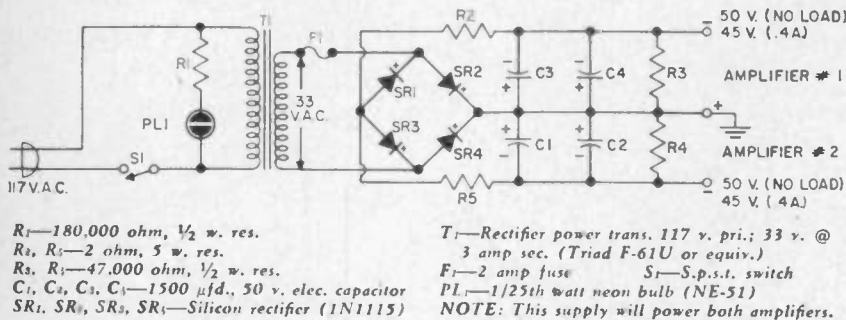 T1
R1
F1
R2
50 V. (NO LOAD)
45 V. (.4A)
SR1
SR2
C3
C4
R3
AMPLIFIER # 1
33
V.A.C.
PL1
SR3
SR4
C1
C2
R4
AMPLIFIER # 2
S1
117 V.A.C.
R5
50 V. (NO LOAD)
45 V. (.4A)
R1—180,000 ohm, 1/2 w. res.
R2, R5—2 ohm, 5 w. res.
R3, R4—47,000 ohm, 1/2 w. res.
C1, C2, C3, C4—1500 µfd., 50 v. elec. capacitor
SR1, SR2, SR3, SR4—Silicon rectifier (1N1115)
T1—Rectifier power trans. 117 v. pri.; 33 v. @
3 amp sec. (Triad F-61U or equiv.)
F1—2 amp fuse S1—S.p.s.t. switch
PL1—1/25th watt neon bulb (NE-51)
NOTE: This supply will power both amplifiers.